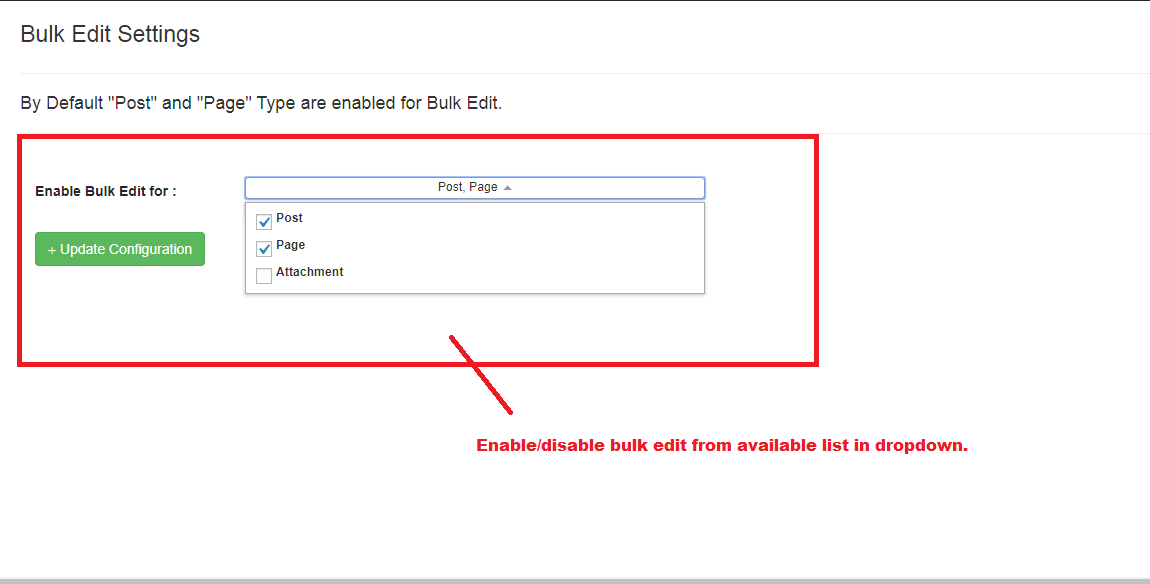 Bulk Edit Settings
By Default "Post" and "Page" Type are enabled for Bulk Edit.
Enable Bulk Edit for :
Post, Page
Post
Page
Attachment
+ Update Configuration
Enable/disable bulk edit from available list in dropdown.